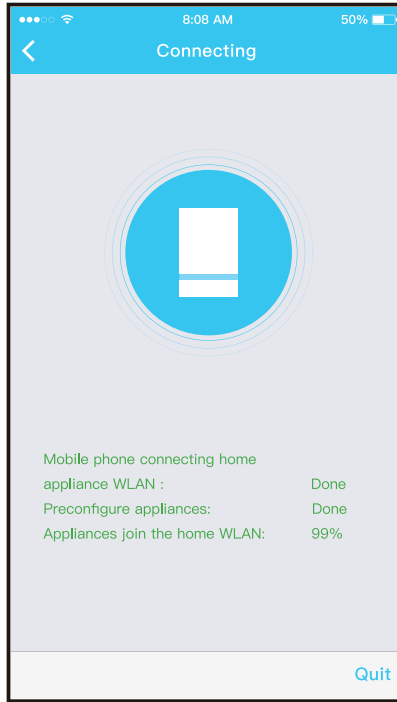 8:08 AM 50%
Connecting
Mobile phone connecting home
appliance WLAN : Done
Preconfigure appliances: Done
Appliances join the home WLAN: 99%
Quit